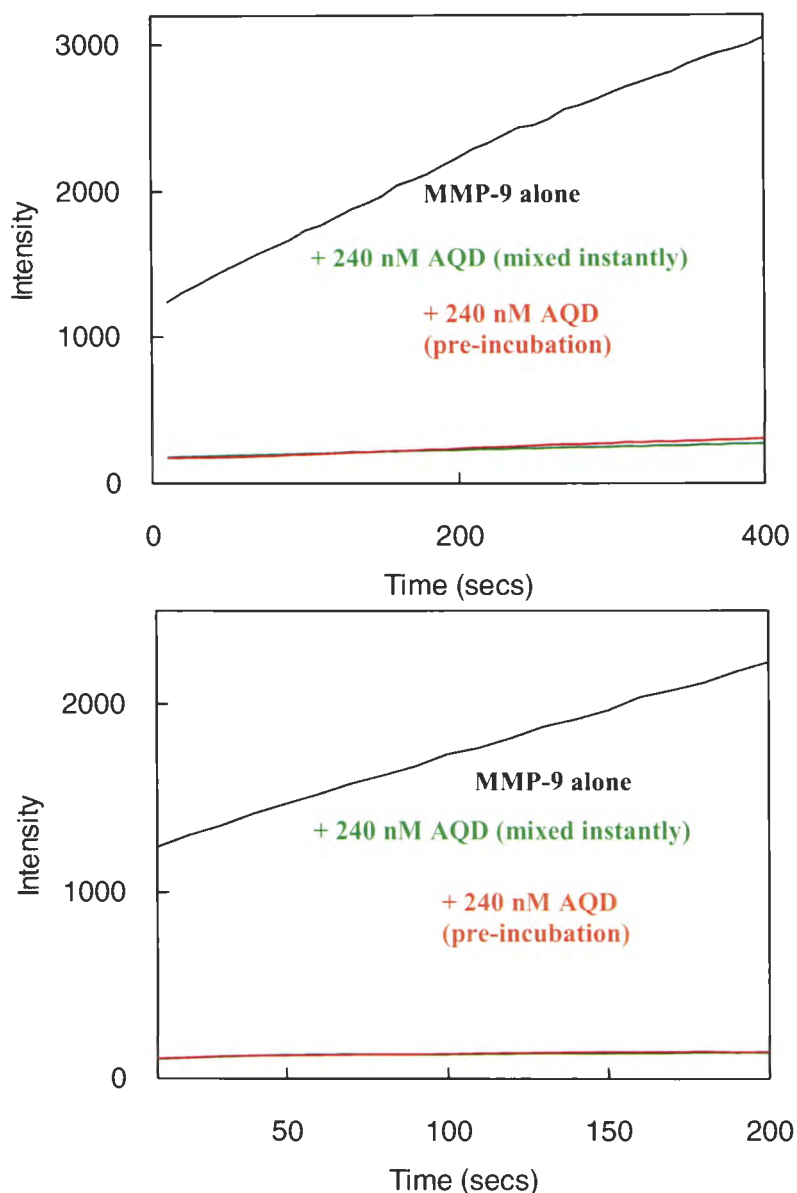 3000
2000
1000
0
Intensity
MMP-9 alone
+ 240 nM AQD (mixed instantly)
+ 240 nM AQD
(pre-incubation)
0
200
400
Time (secs)
2000
1000
0
Intensity
MMP-9 alone
+ 240 nM AQD (mixed instantly)
+ 240 nM AQD
(pre-incubation)
50
100
150
200
Time (secs)